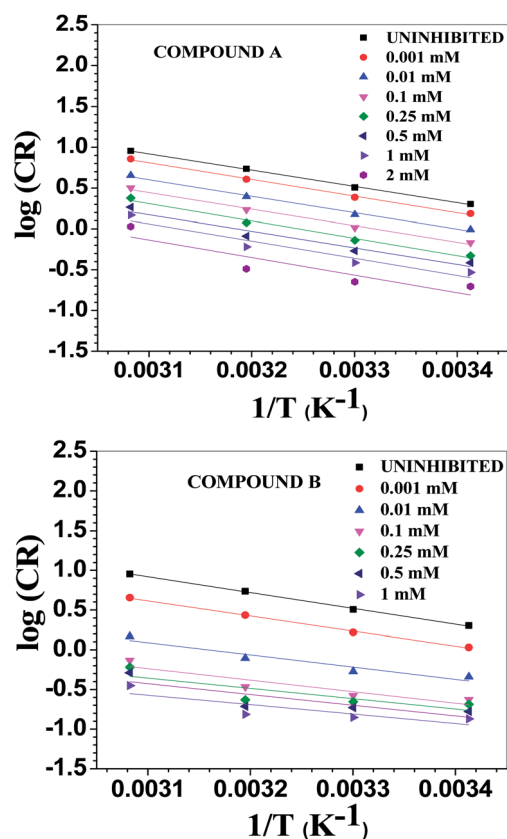 COMPOUND A
UNINHIBITED
0.001 mM
0.01 mM
0.1 mM
0.25 mM
0.5 mM
1 mM
2 mM
2.5
2.0
1.5
1.0
0.5
0.0
-0.5
-1.0
-1.5
log (CR)
0.0031 0.0032 0.0033 0.0034
1/T (K-1)
COMPOUND B
UNINHIBITED
0.001 mM
0.01 mM
0.1 mM
0.25 mM
0.5 mM
1 mM
2.5
2.0
1.5
1.0
0.5
0.0
-0.5
-1.0
-1.5
log (CR)
0.0031 0.0032 0.0033 0.0034
1/T (K-1)